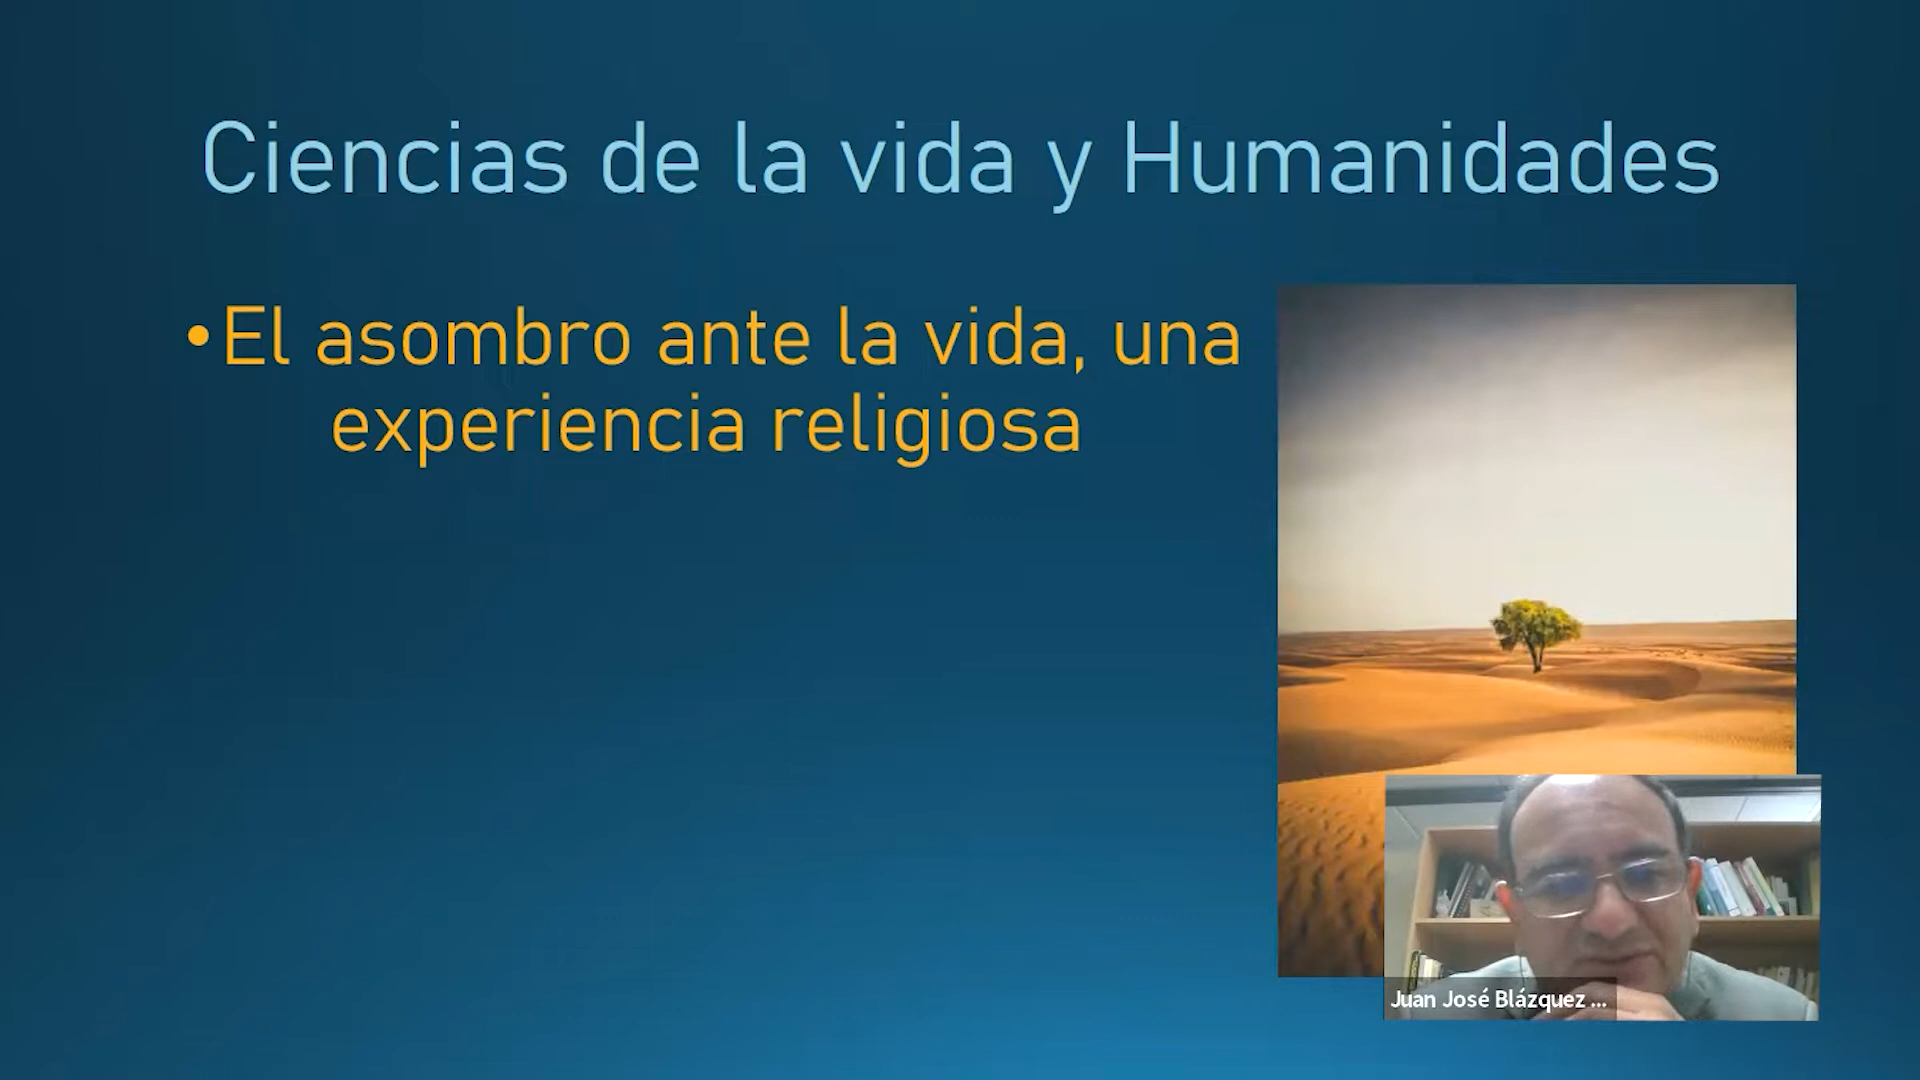 Ciencias de la vida y Humanidades
•El asombro ante la vida, una
experiencia religiosa
Juan José Blázquez ...